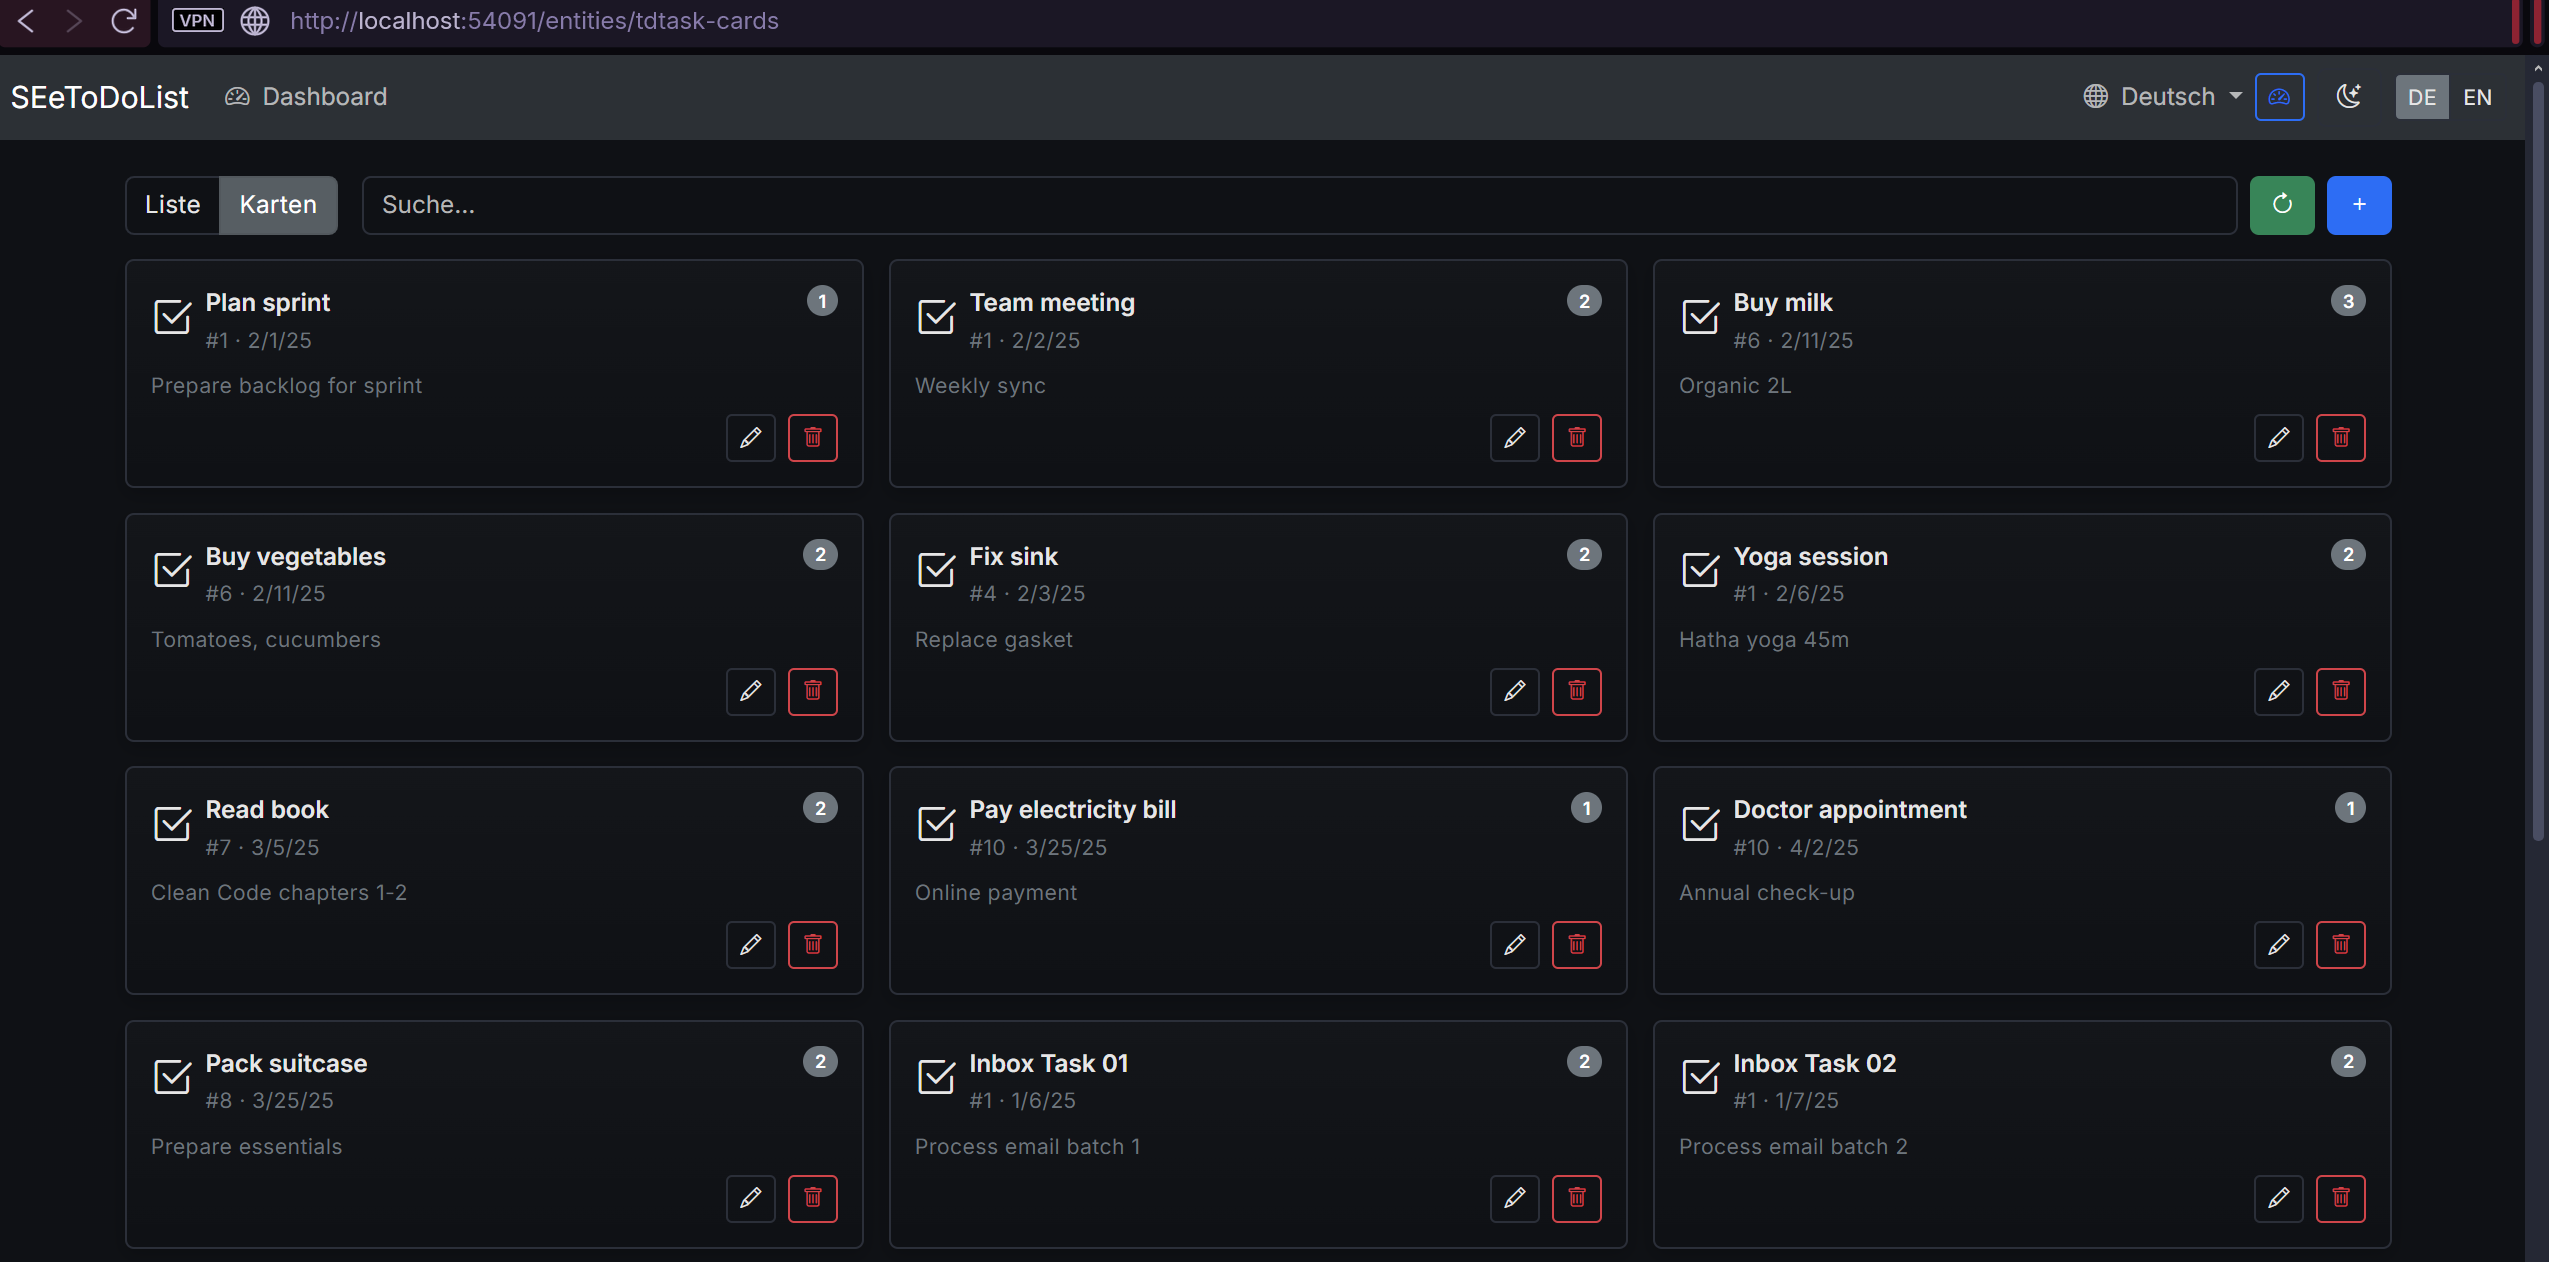 VPN http://localhost:54091/entities/tdtask-cards
SEeToDoList Dashboard Deutsch DE EN
Liste Karten Suche... +
Plan sprint 1
#1 · 2/1/25
Prepare backlog for sprint
Team meeting 2
#1 · 2/2/25
Weekly sync
Buy milk 3
#6 · 2/11/25
Organic 2L
Buy vegetables 2
#6 · 2/11/25
Tomatoes, cucumbers
Fix sink 2
#4 · 2/3/25
Replace gasket
Yoga session 2
#1 · 2/6/25
Hatha yoga 45m
Read book 2
#7 · 3/5/25
Clean Code chapters 1-2
Pay electricity bill 1
#10 · 3/25/25
Online payment
Doctor appointment 1
#10 · 4/2/25
Annual check-up
Pack suitcase 2
#8 · 3/25/25
Prepare essentials
Inbox Task 01 2
#1 · 1/6/25
Process email batch 1
Inbox Task 02 2
#1 · 1/7/25
Process email batch 2